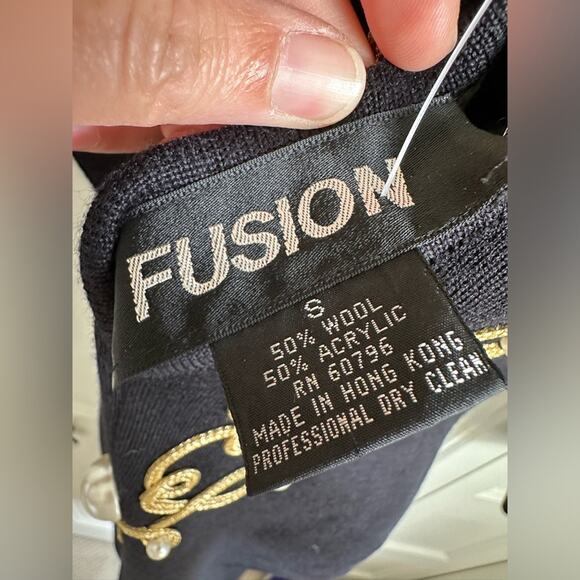 FUSION
S
50% WOOL
50% ACRYLIC
RN 60796
MADE IN HONG KONG
PROFESSIONAL DRY CLEAN